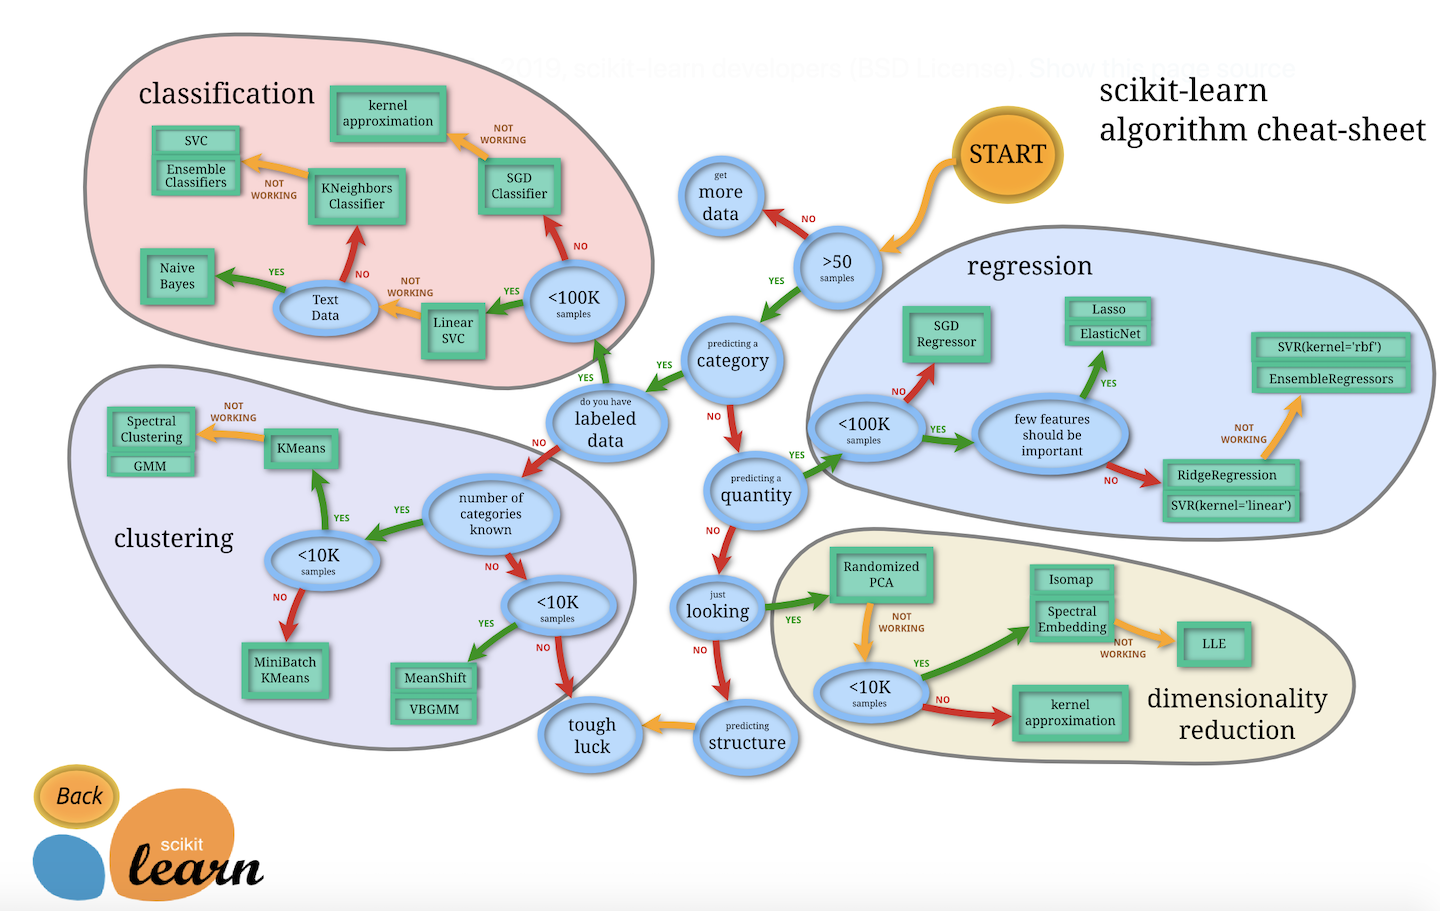 2019, scikit-learn developers (BSD License). Show this page source
scikit-learn
algorithm cheat-sheet
START
get
more
data
NO
>50
samples
YES
predicting a
category
YES
NO
do you have
labeled
data
YES
NO
predicting a
quantity
YES
NO
just
looking
YES
NO
predicting
structure
tough
luck
classification
kernel
approximation
NOT
WORKING
SVC
Ensemble
Classifiers
NOT
WORKING
KNeighbors
Classifier
SGD
Classifier
NO
Naive
Bayes
YES
NO
Text
Data
NOT
WORKING
Linear
SVC
YES
<100K
samples
regression
SGD
Regressor
NO
<100K
samples
YES
Lasso
ElasticNet
YES
few features
should be
important
NO
SVR(kernel='rbf')
EnsembleRegressors
NOT
WORKING
RidgeRegression
SVR(kernel='linear')
clustering
Spectral
Clustering
GMM
NOT
WORKING
KMeans
YES
<10K
samples
NO
MiniBatch
KMeans
YES
number of
categories
known
NO
<10K
samples
YES
NO
MeanShift
VBGMM
dimensionality
reduction
Randomized
PCA
NOT
WORKING
<10K
samples
YES
NO
Isomap
Spectral
Embedding
NOT
WORKING
LLE
kernel
approximation
Back
scikit
learn